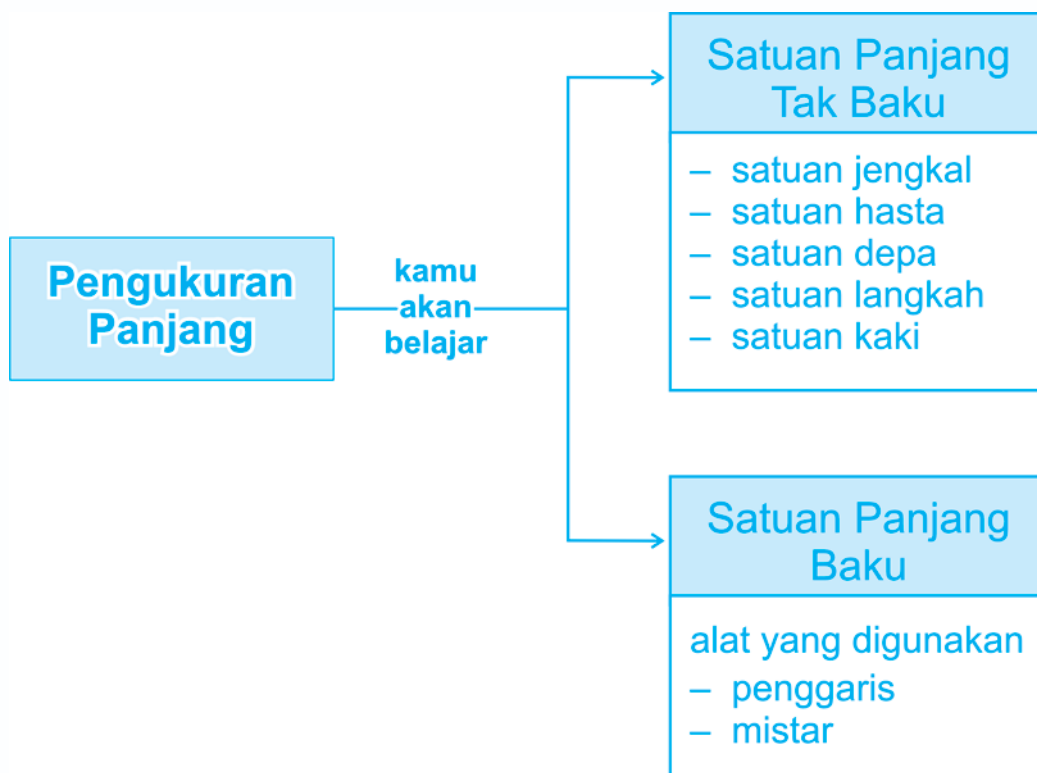 Pengukuran
Panjang
kamu
akan
belajar
Satuan Panjang
Tak Baku
– satuan jengkal
– satuan hasta
– satuan depa
– satuan langkah
– satuan kaki
Satuan Panjang
Baku
alat yang digunakan
– penggaris
– mistar